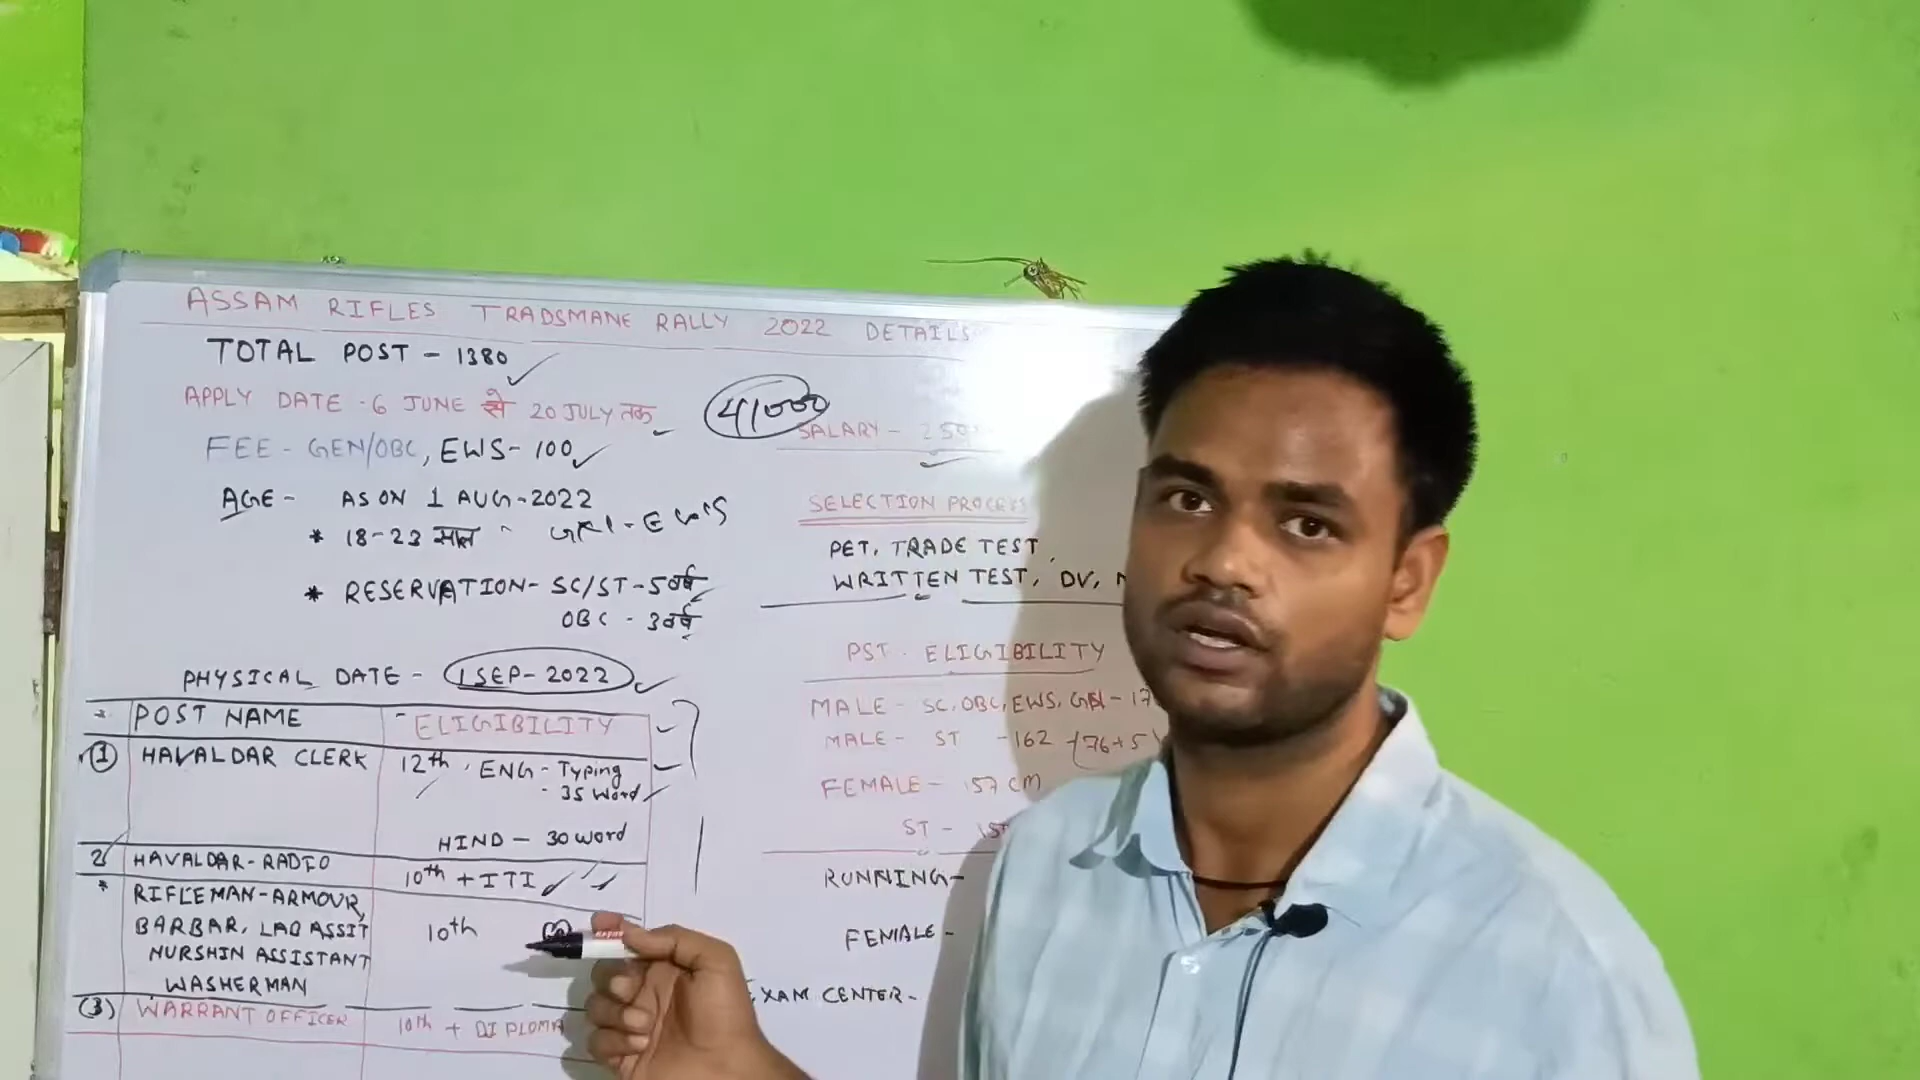 ASSAM RIFLES TRADSMANE RALLY 2022 DETAILS
TOTAL POST - 1380
APPLY DATE - 6 JUNE से 20 JULY तक
FEE - GEN/OBC, EWS- 100
AGE - AS ON 1 AUG-2022
* 18-23 साल
* RESERVATION- SC/ST-5वर्ष
OBC - 3वर्ष
PHYSICAL DATE - 1 SEP-2022
POST NAME - ELIGIBILITY
① HAVALDAR CLERK 12th, ENG - Typing
- 35 Word
HIND - 30 word
2 HAVALDAR-RADIO 10th + ITI
* RIFLEMAN-ARMOUR,
BARBAR, LAO ASSIT 10th
NURSHIN ASSISTANT
WASHERMAN
(3) WARRANT OFFICER 10th + DIPLOMA
41000
SALARY -
SELECTION PROCESS
PET, TRADE TEST,
WRITTEN TEST, DV,
PST - ELIGIBILITY
MALE - SC, OBC, EWS, GEN - 17
MALE - ST - 162 (76+5
FEMALE - 157 CM
ST -
RUNNING-
FEMALE -
EXAM CENTER-